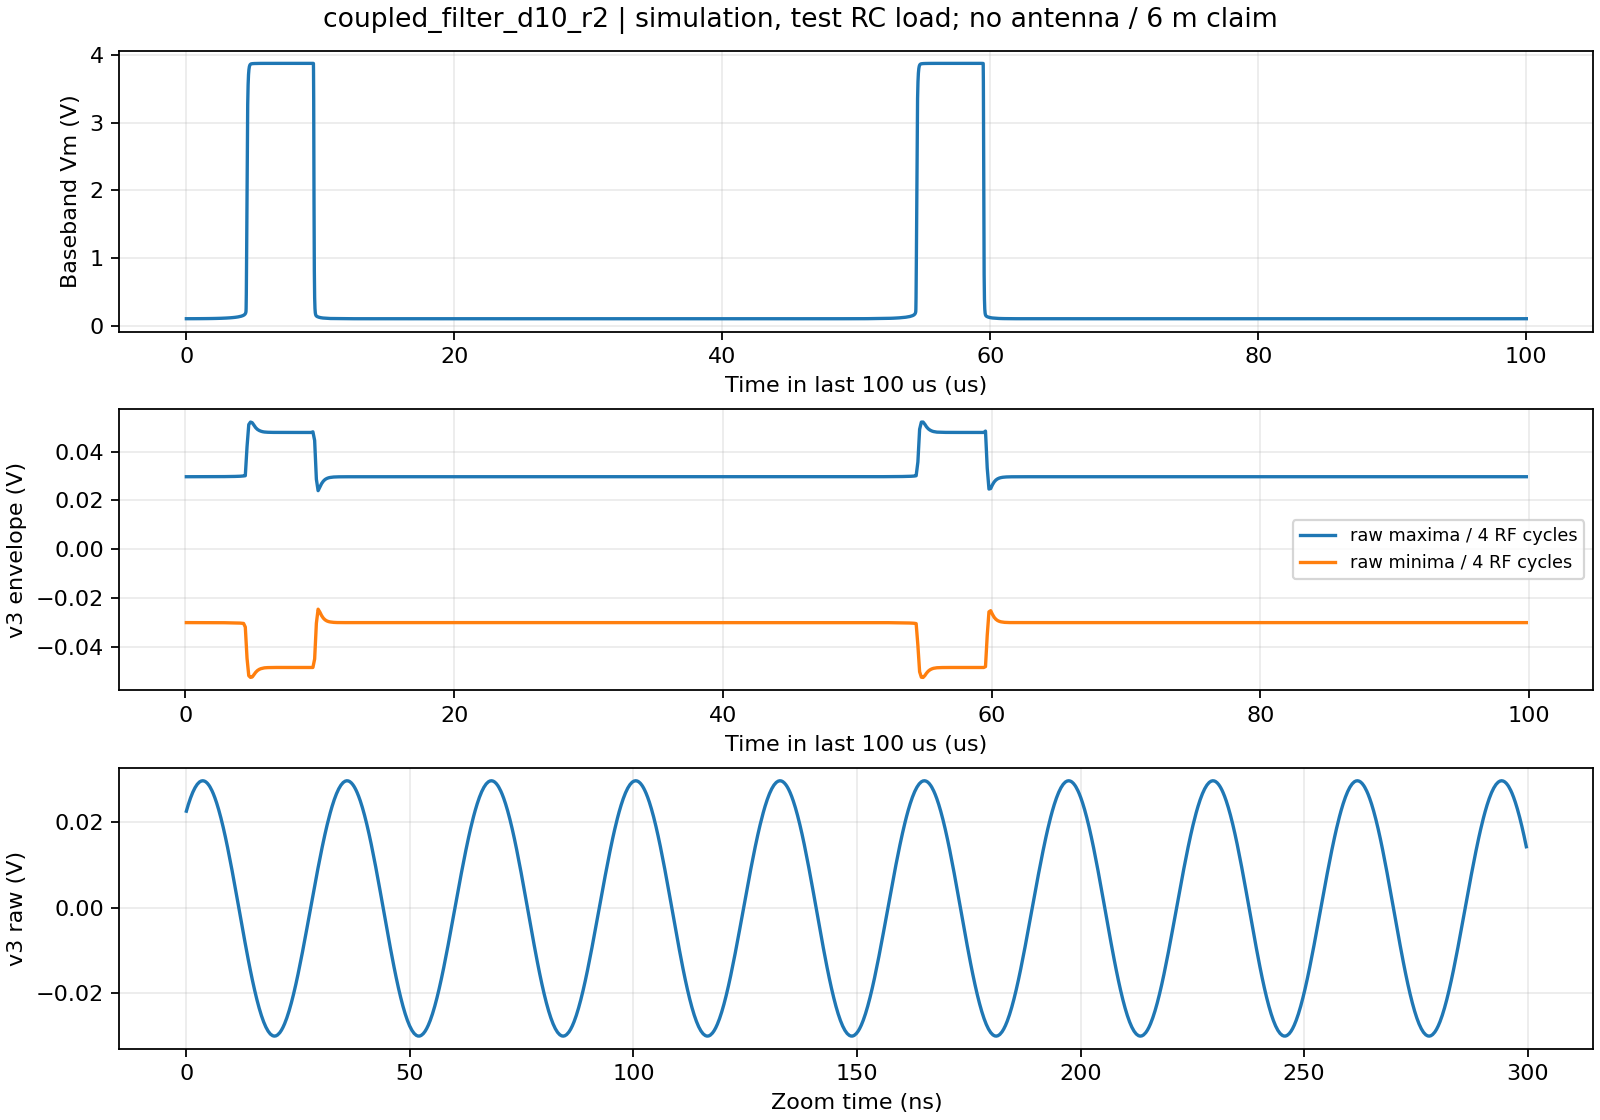 coupled_filter_d10_r2 | simulation, test RC load; no antenna / 6 m claim
Baseband Vm (V)
4
3
2
1
0
0 20 40 60 80 100
Time in last 100 us (us)
v3 envelope (V)
0.04
0.02
0.00
−0.02
−0.04
raw maxima / 4 RF cycles
raw minima / 4 RF cycles
0 20 40 60 80 100
Time in last 100 us (us)
v3 raw (V)
0.02
0.00
−0.02
0 50 100 150 200 250 300
Zoom time (ns)